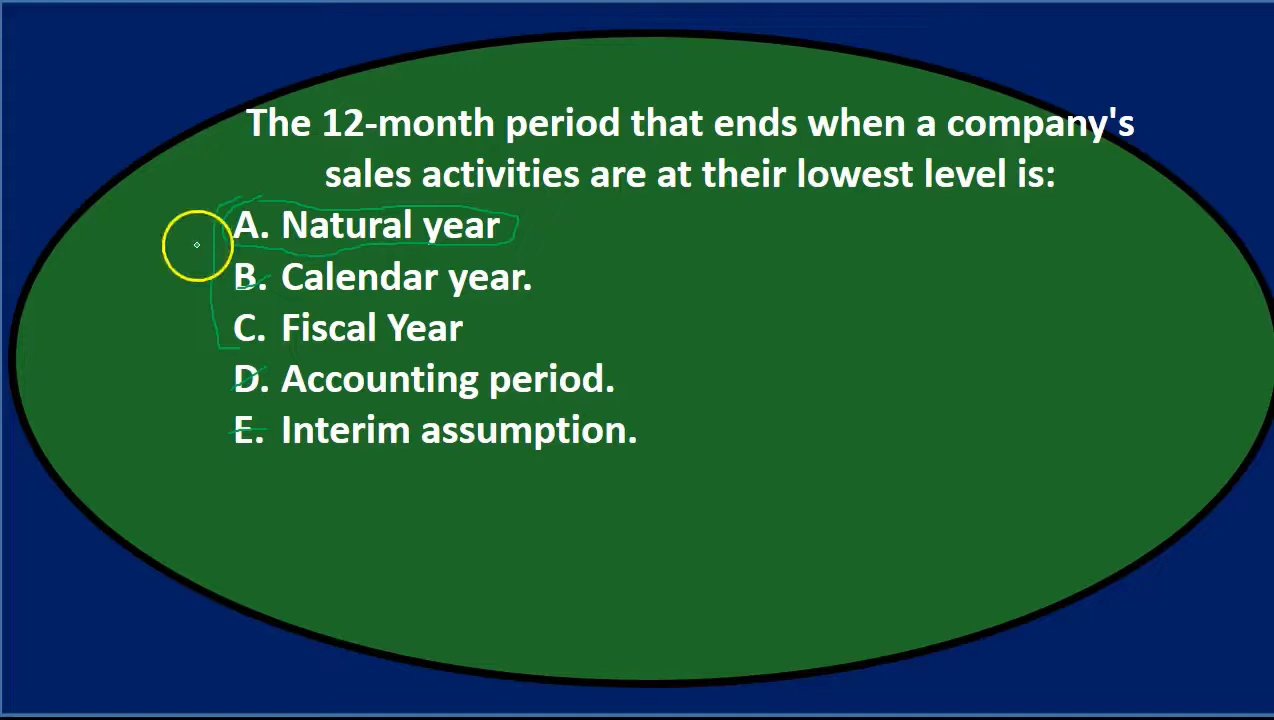 The 12-month period that ends when a company's
sales activities are at their lowest level is:
A. Natural year
B. Calendar year.
C. Fiscal Year
D. Accounting period.
E. Interim assumption.